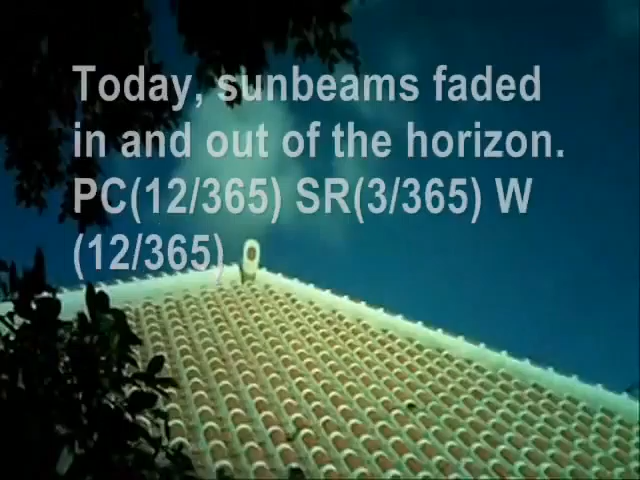 Today, sunbeams faded
in and out of the horizon.
PC(12/365) SR(3/365) W
(12/365)